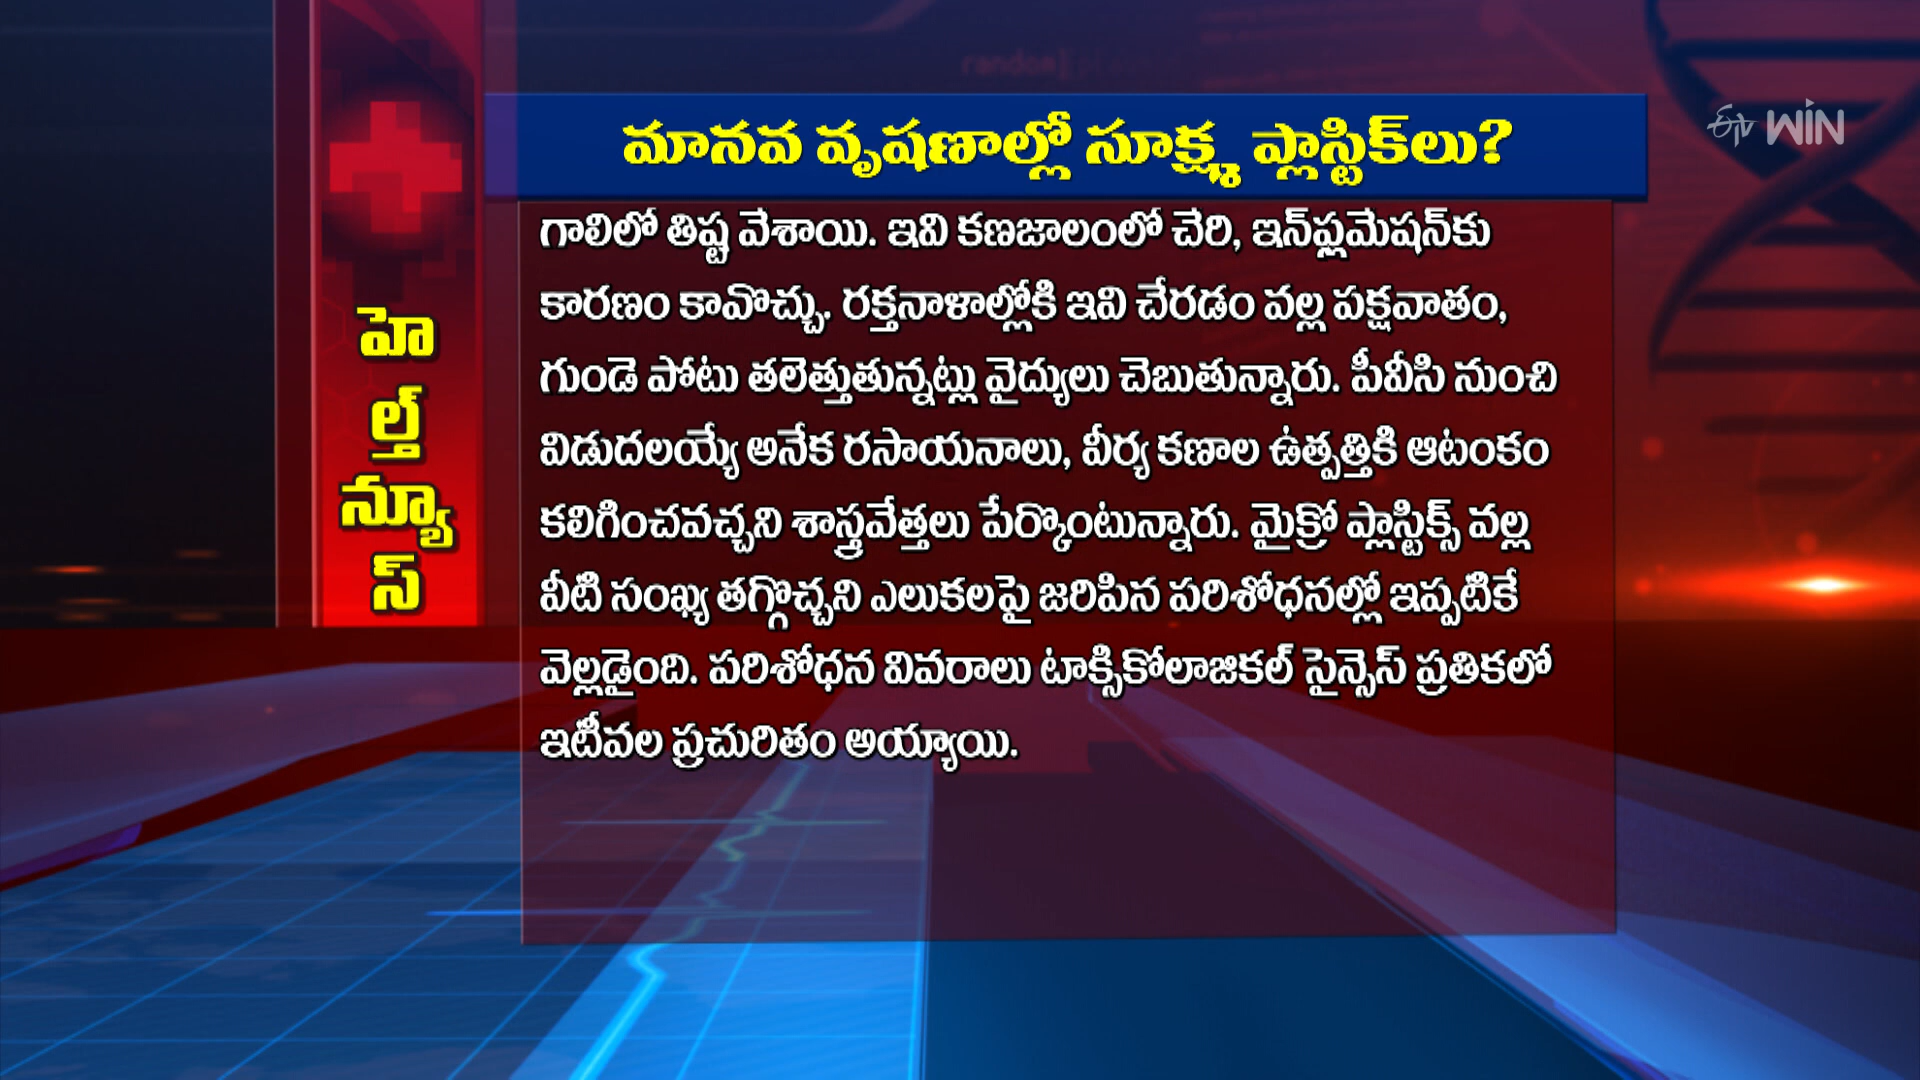 మానవ వృషణాల్లో సూక్ష్మ ప్లాస్టిక్‌లు?
ఈటీవీ WIN
గాలిలో తిష్ట వేశాయి. ఇవి కణజాలంలో చేరి, ఇన్‌ప్లమేషన్‌కు
కారణం కావొచ్చు. రక్తనాళాల్లోకి ఇవి చేరడం వల్ల పక్షవాతం,
గుండె పోటు తలెత్తుతున్నట్లు వైద్యులు చెబుతున్నారు. పీవీసి నుంచి
విడుదలయ్యే అనేక రసాయనాలు, వీర్య కణాల ఉత్పత్తికి ఆటంకం
కలిగించవచ్చని శాస్త్రవేత్తలు పేర్కొంటున్నారు. మైక్రో ప్లాస్టిక్స్ వల్ల
వీటి సంఖ్య తగ్గొచ్చని ఎలుకలపై జరిపిన పరిశోధనల్లో ఇప్పటికే
వెల్లడైంది. పరిశోధన వివరాలు టాక్సికోలాజికల్ సైన్సెస్ ప్రతికలో
ఇటీవల ప్రచురితం అయ్యాయి.
హె
ల్త్
న్యూ
స్